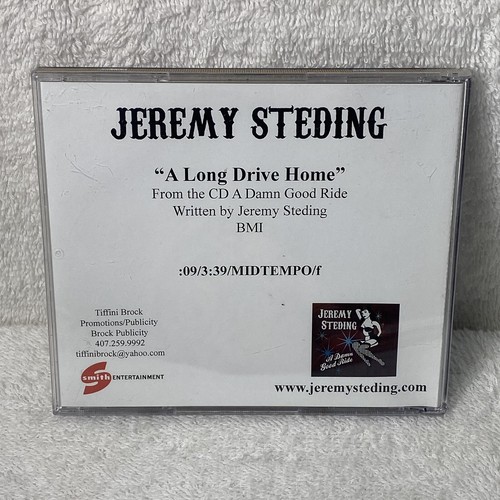 JEREMY STEDING
“A Long Drive Home”
From the CD A Damn Good Ride
Written by Jeremy Steding
BMI
:09/3:39/MIDTEMPO/f
Tiffini Brock
Promotions/Publicity
Brock Publicity
407.259.9992
tiffinibrock@yahoo.com
smith ENTERTAINMENT
JEREMY
STEDING
A Damn
Good Ride
www.jeremysteding.com